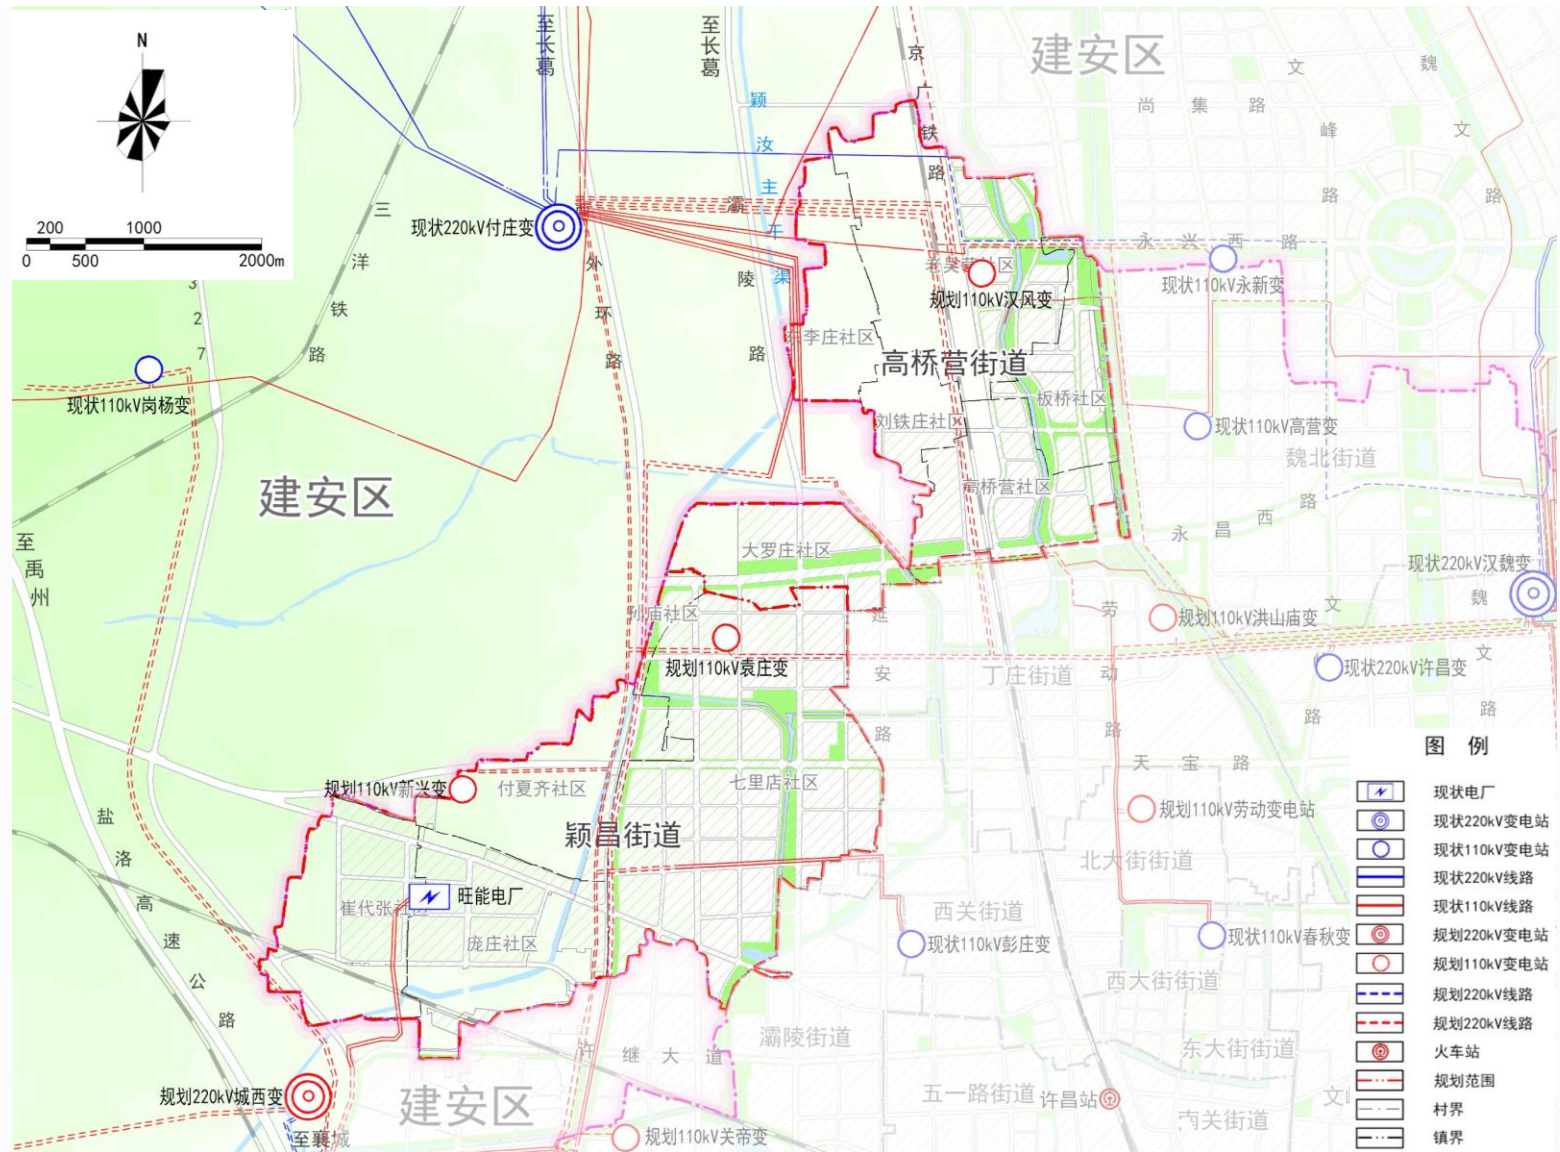 N
200 1000
0 500 2000m
至长葛
至长葛
京广铁路
建安区
文峰路
魏文路
尚集路
颍汝主干渠
灞陵路
三洋铁路
外环路
现状220kV付庄变
永兴西路
老吴营社区
规划110kV汉风变
现状110kV永新变
327
东李庄社区
高桥营街道
现状110kV岗杨变
板桥社区
刘铁庄社区
现状110kV高营变
魏北街道
建安区
高桥营社区
永昌西路
至禹州
大罗庄社区
现状220kV汉魏变
孙庙社区
延安路
劳动路
规划110kV洪山庙变
文峰路
魏文路
规划110kV袁庄变
丁庄街道
现状220kV许昌变
天宝路
规划110kV新兴变
付夏齐社区
七里店社区
颍昌街道
规划110kV劳动变电站
盐洛高速公路
北大街街道
旺能电厂
崔代张社区
庞庄社区
西关街道
现状110kV彭庄变
现状110kV春秋变
西大街街道
许继大道
灞陵街道
东大街街道
规划220kV城西变
建安区
五一路街道
许昌站
南关街道
至襄城
规划110kV关帝变
图例
现状电厂
现状220kV变电站
现状110kV变电站
现状220kV线路
现状110kV线路
规划220kV变电站
规划110kV变电站
规划220kV线路
规划220kV线路
火车站
规划范围
村界
镇界